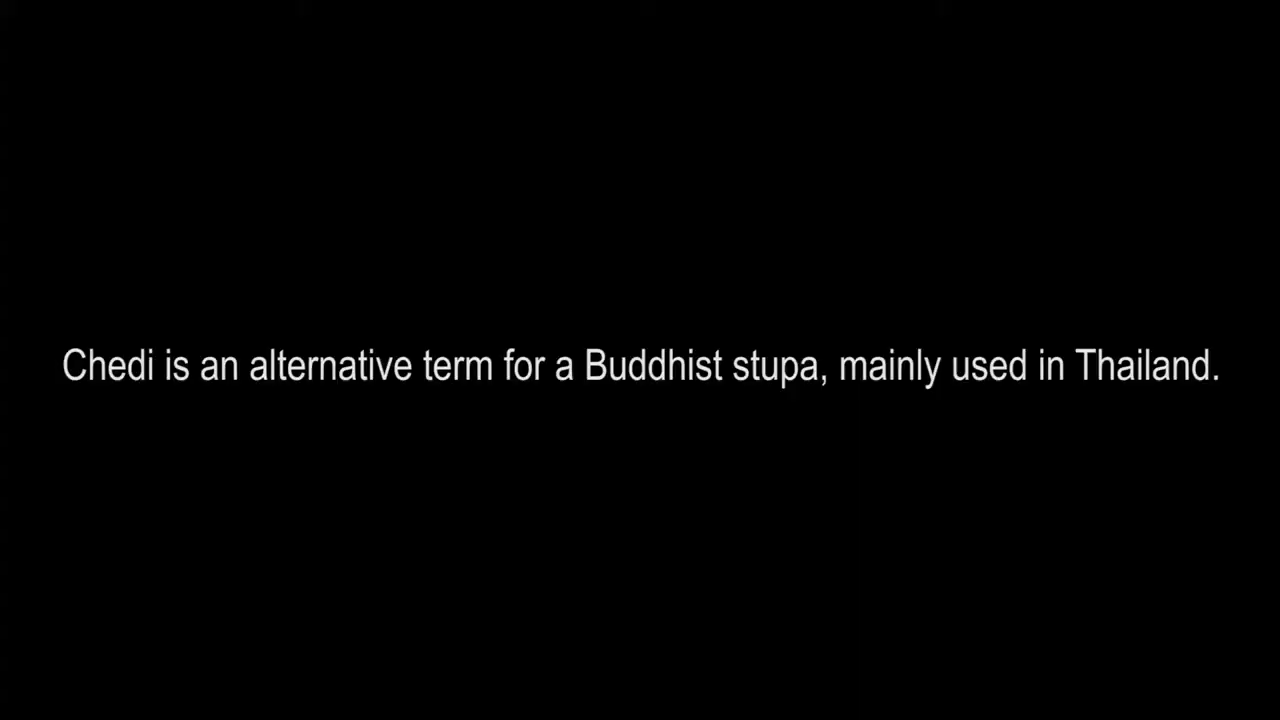 Chedi is an alternative term for a Buddhist stupa, mainly used in Thailand.